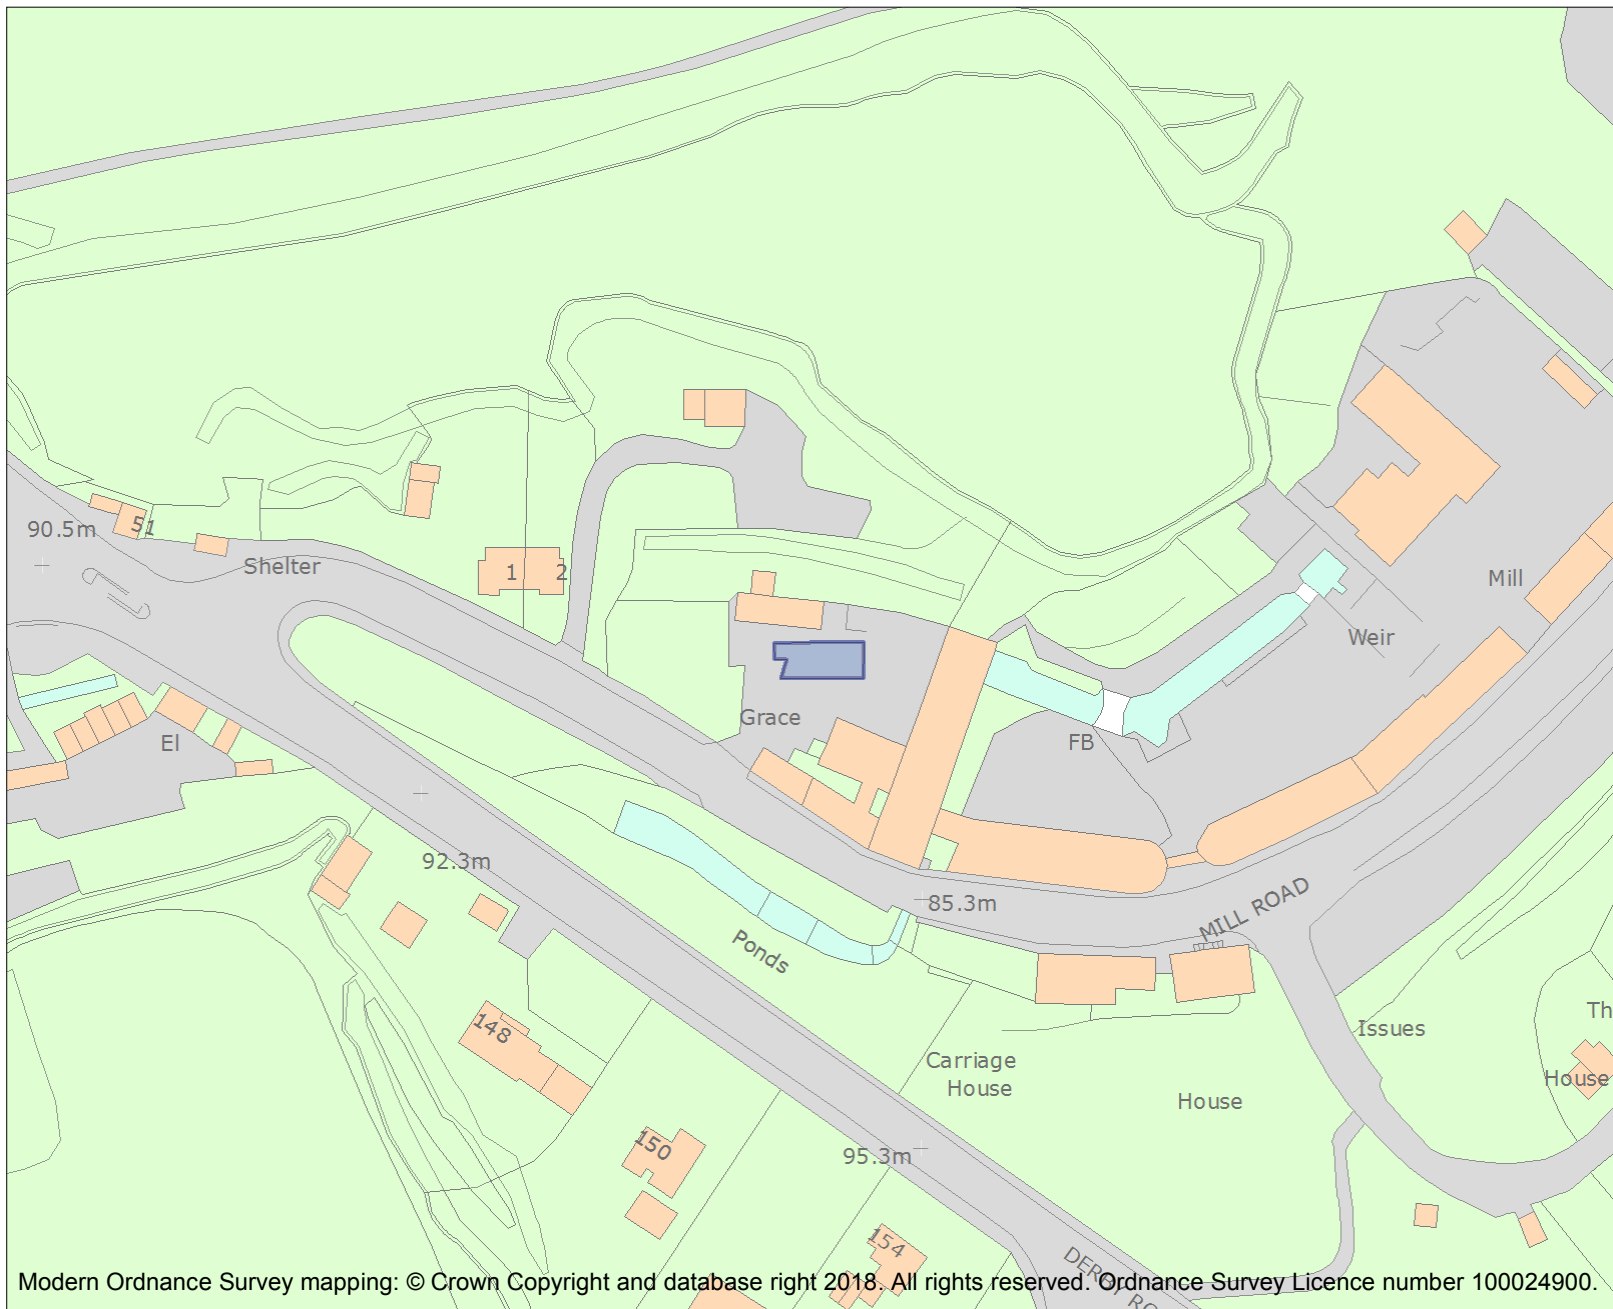 90.5m
51
Shelter
1
2
Mill
Weir
Grace
El
FB
92.3m
85.3m
MILL ROAD
Ponds
148
Issues
Carriage
House
House
House
150
95.3m
154
DERBY
Modern Ordnance Survey mapping: © Crown Copyright and database right 2018. All rights reserved. Ordnance Survey Licence number 100024900.